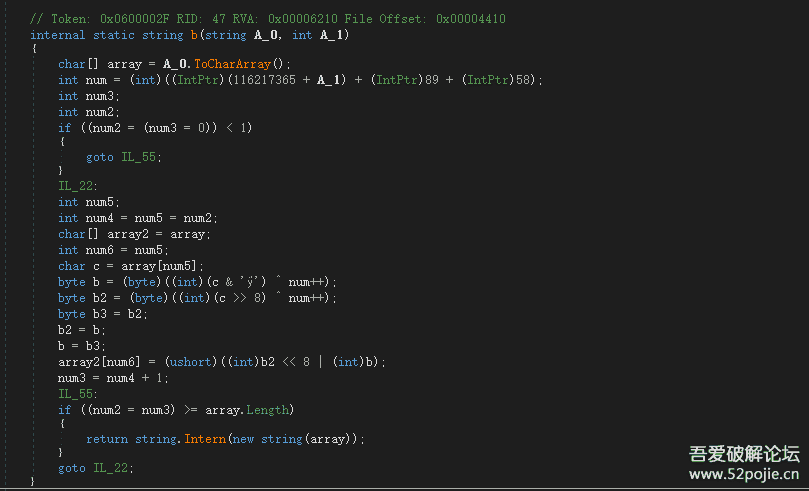 // Token: 0x0600002F RID: 47 RVA: 0x00006210 File Offset: 0x00004410
internal static string b(string A_0, int A_1)
{
char[] array = A_0.ToCharArray();
int num = (int)((IntPtr)(116217365 + A_1) + (IntPtr)89 + (IntPtr)58);
int num3;
int num2;
if ((num2 = (num3 = 0)) < 1)
{
goto IL_55;
}
IL_22:
int num5;
int num4 = num5 = num2;
char[] array2 = array;
int num6 = num5;
char c = array[num5];
byte b = (byte)((int)(c & 'ÿ') ^ num++);
byte b2 = (byte)((int)(c >> 8) ^ num++);
byte b3 = b2;
b2 = b;
b = b3;
array2[num6] = (ushort)((int)b2 << 8 | (int)b);
num3 = num4 + 1;
IL_55:
if ((num2 = num3) >= array.Length)
{
return string.Intern(new string(array));
}
goto IL_22;
}
吾爱破解论坛
www.52pojie.cn